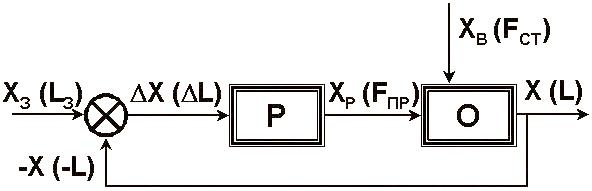 Xв (Fст)
Xз (Lз)
ΔX (ΔL)
P
Xр (Fпр)
O
X (L)
-X (-L)